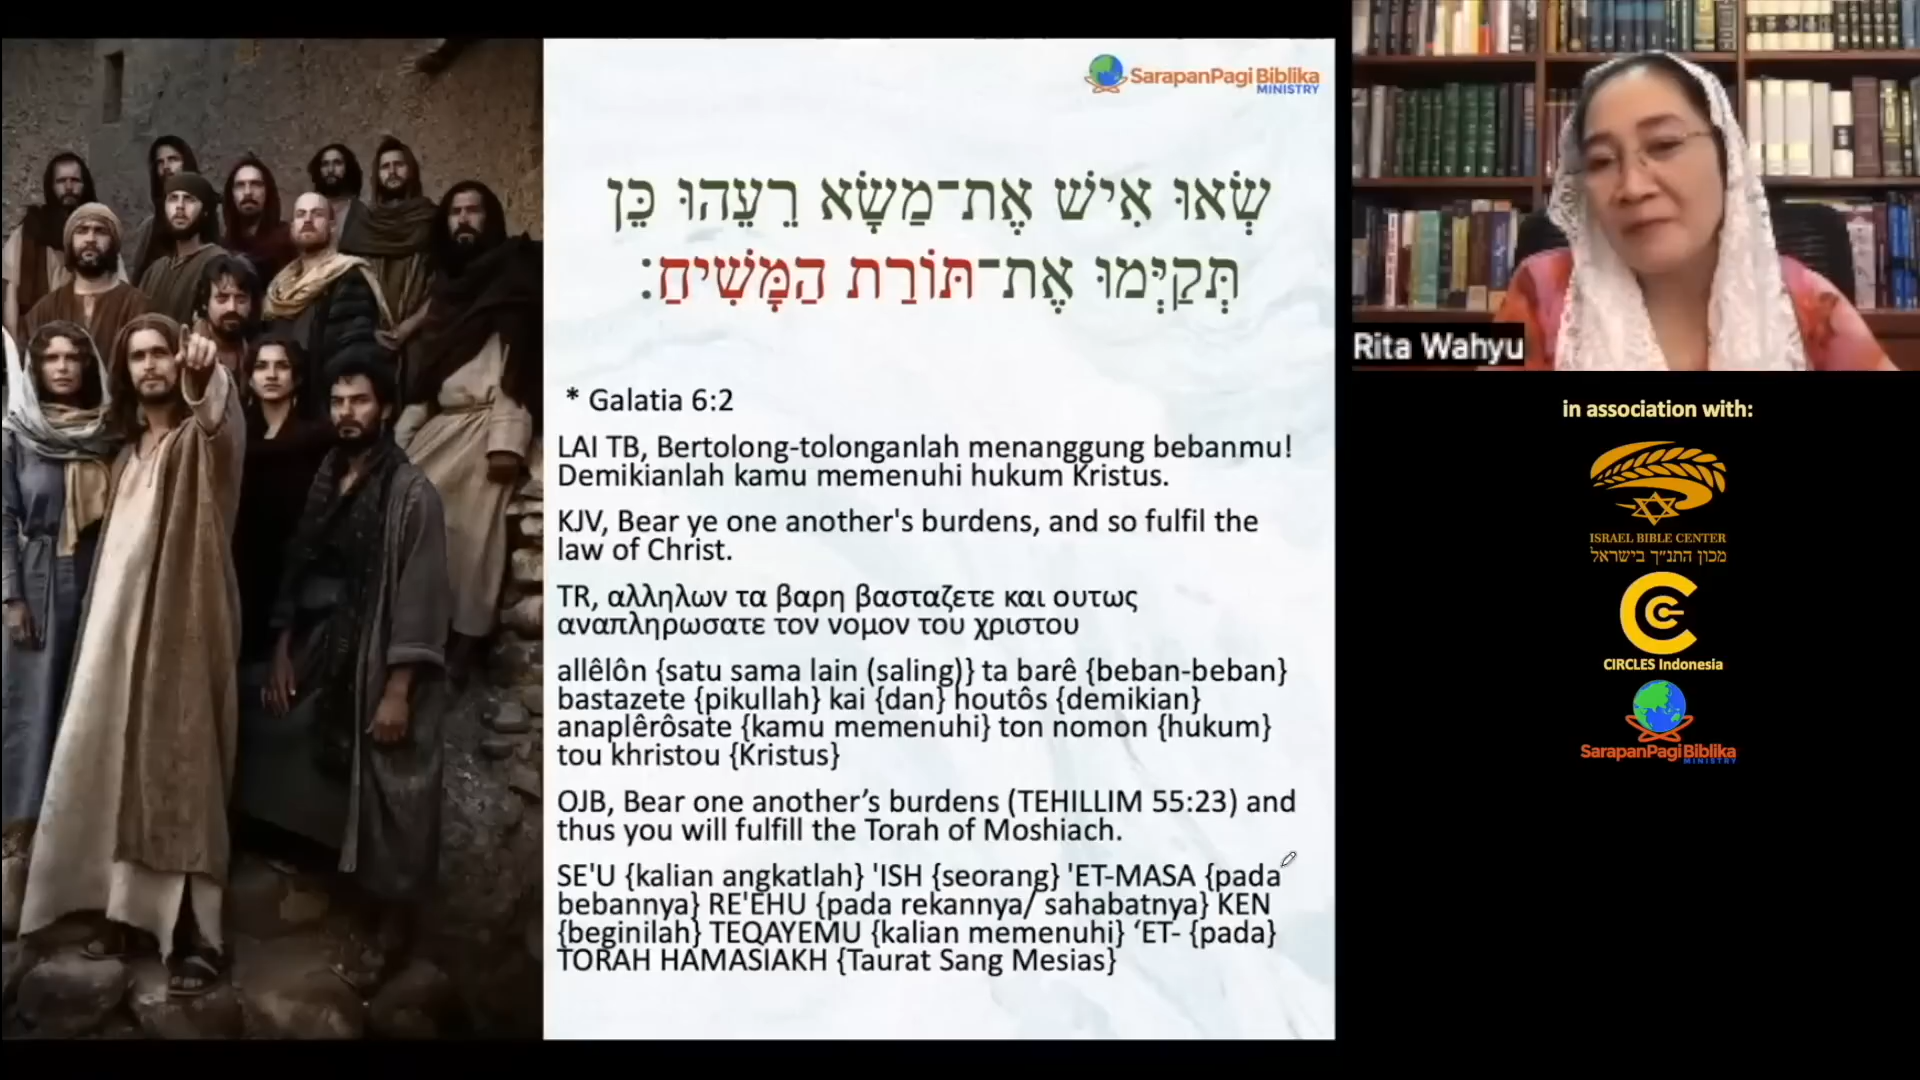 SarapanPagi Biblika
MINISTRY
שְׂאוּ אִישׁ אֶת־מַשָּׂא רֵעֵהוּ כֵּן
תְּקַיְּמוּ אֶת־תּוֹרַת הַמָּשִׁיחַ׃
* Galatia 6:2
LAI TB, Bertolong-tolonganlah menanggung bebanmu!
Demikianlah kamu memenuhi hukum Kristus.
KJV, Bear ye one another's burdens, and so fulfil the
law of Christ.
TR, αλληλων τα βαρη βασταζετε και ουτως
αναπληρωσατε τον νομον του χριστου
allêlôn {satu sama lain (saling)} ta barê {beban-beban}
bastazete {pikullah} kai {dan} houtôs {demikian}
anaplêrôsate {kamu memenuhi} ton nomon {hukum}
tou khristou {Kristus}
OJB, Bear one another’s burdens (TEHILLIM 55:23) and
thus you will fulfill the Torah of Moshiach.
SE'U {kalian angkatlah} 'ISH {seorang} 'ET-MASA {pada
bebannya} RE'EHU {pada rekannya/ sahabatnya} KEN
{beginilah} TEQAYEMU {kalian memenuhi} ‘ET- {pada}
TORAH HAMASIAKH {Taurat Sang Mesias}
Rita Wahyu
in association with:
ISRAEL BIBLE CENTER
מכון התנ״ך בישראל
CIRCLES Indonesia
SarapanPagi Biblika
MINISTRY